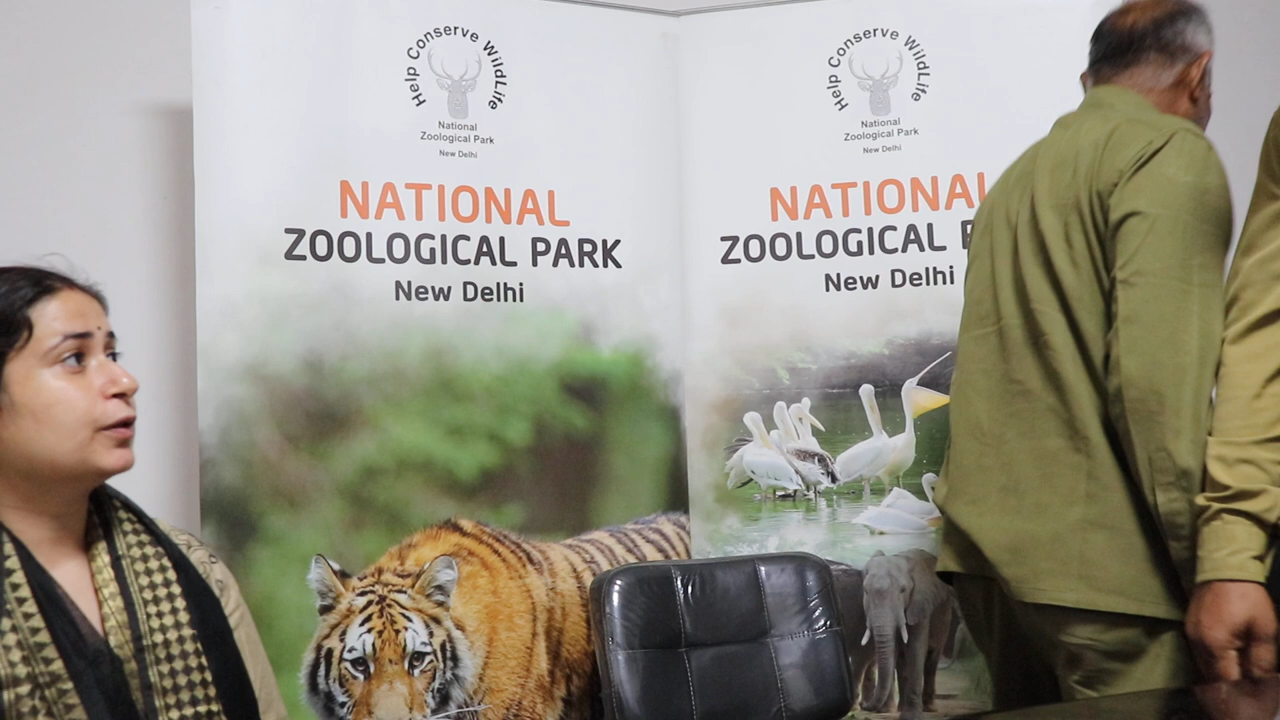 Help Conserve WildLife
National
Zoological Park
New Delhi
NATIONAL
ZOOLOGICAL PARK
New Delhi
Help Conserve WildLife
National
Zoological Park
New Delhi
NATIONAL
ZOOLOGICAL
New Delhi